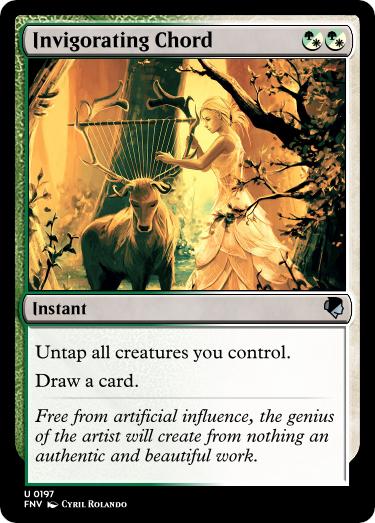 Invigorating Chord
Instant
Untap all creatures you control.
Draw a card.
Free from artificial influence, the genius
of the artist will create from nothing an
authentic and beautiful work.
U 0197
FNV Cyril Rolando